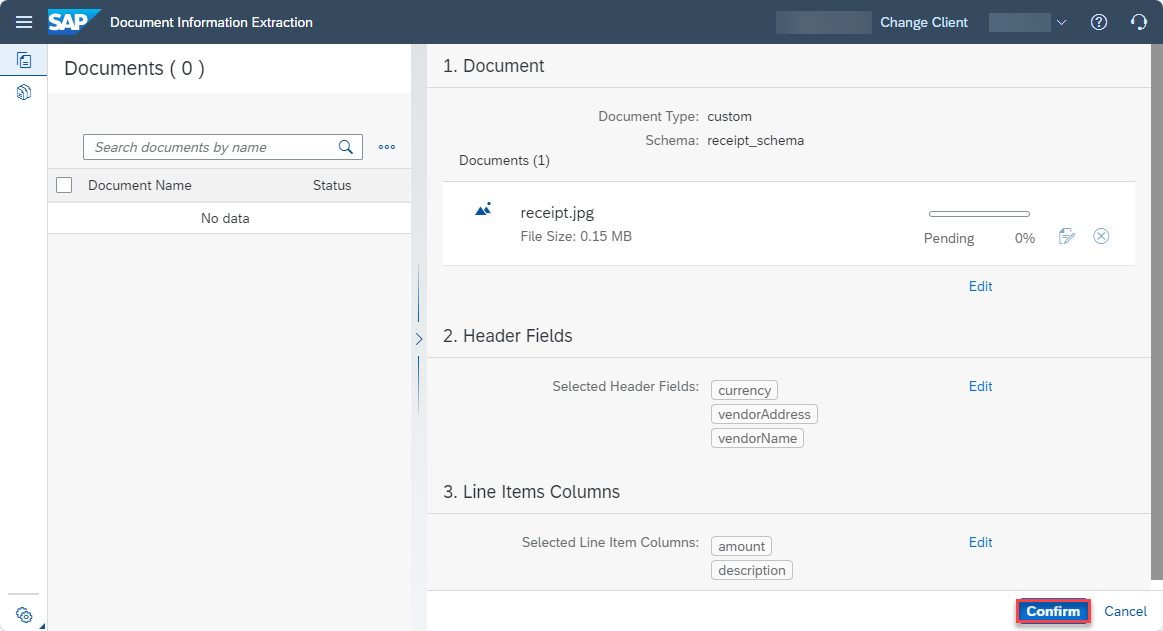 SAP Document Information Extraction
Change Client
Documents ( 0 )
Search documents by name
Document Name Status
No data
1. Document
Document Type: custom
Schema: receipt_schema
Documents (1)
receipt.jpg
File Size: 0.15 MB
Pending 0%
Edit
2. Header Fields
Selected Header Fields: currency
vendorAddress
vendorName
Edit
3. Line Items Columns
Selected Line Item Columns: amount
description
Edit
Confirm Cancel